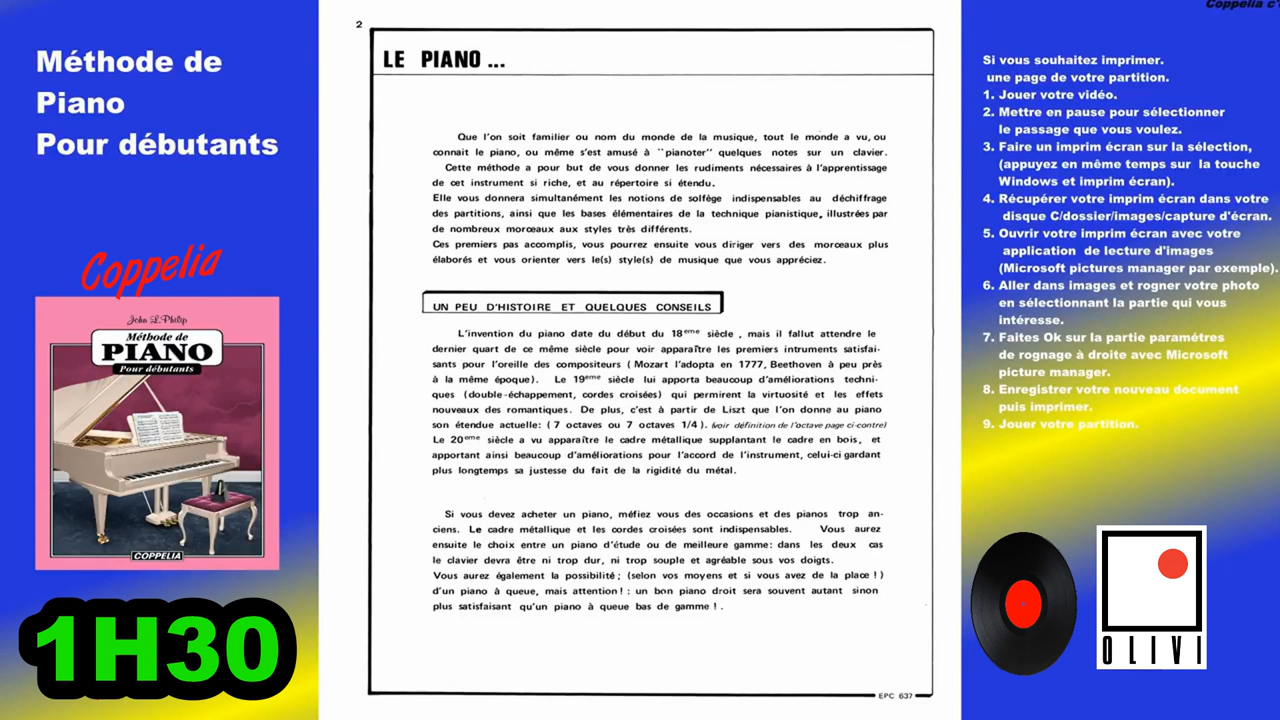 Méthode de
Piano
Pour débutants
Coppelia
John L.Philip
Méthode de
PIANO
Pour débutants
COPPELIA
1H30
2
LE PIANO ...
Que l'on soit familier ou nom du monde de la musique, tout le monde a vu, ou
connait le piano, ou même s'est amusé à ``pianoter'' quelques notes sur un clavier.
Cette méthode a pour but de vous donner les rudiments nécessaires à l'apprentissage
de cet instrument si riche, et au répertoire si étendu.
Elle vous donnera simultanément les notions de solfège indispensables au déchiffrage
des partitions, ainsi que les bases élémentaires de la technique pianistique, illustrées par
de nombreux morceaux aux styles très différents.
Ces premiers pas accomplis, vous pourrez ensuite vous diriger vers des morceaux plus
élaborés et vous orienter vers le(s) style(s) de musique que vous appréciez.
UN PEU D'HISTOIRE ET QUELQUES CONSEILS
L'invention du piano date du début du 18eme siècle , mais il fallut attendre le
dernier quart de ce même siècle pour voir apparaître les premiers intruments satisfai-
sants pour l'oreille des compositeurs ( Mozart l'adopta en 1777, Beethoven à peu près
à la même époque). Le 19eme siècle lui apporta beaucoup d'améliorations techni-
ques (double-échappement, cordes croisées) qui permirent la virtuosité et les effets
nouveaux des romantiques. De plus, c'est à partir de Liszt que l'on donne au piano
son étendue actuelle: ( 7 octaves ou 7 octaves 1/4 ). (voir définition de l'octave page ci-contre)
Le 20eme siècle a vu apparaître le cadre métallique supplantant le cadre en bois, et
apportant ainsi beaucoup d'améliorations pour l'accord de l'instrument, celui-ci gardant
plus longtemps sa justesse du fait de la rigidité du métal.
Si vous devez acheter un piano, méfiez vous des occasions et des pianos trop an-
ciens. Le cadre métallique et les cordes croisées sont indispensables. Vous aurez
ensuite le choix entre un piano d'étude ou de meilleure gamme: dans les deux cas
le clavier devra être ni trop dur, ni trop souple et agréable sous vos doigts.
Vous aurez également la possibilité ; (selon vos moyens et si vous avez de la place ! )
d'un piano à queue, mais attention! : un bon piano droit sera souvent autant sinon
plus satisfaisant qu'un piano à queue bas de gamme ! .
EPC 637
Coppelia c'
Si vous souhaitez imprimer.
une page de votre partition.
1. Jouer votre vidéo.
2. Mettre en pause pour sélectionner
le passage que vous voulez.
3. Faire un imprim écran sur la sélection,
(appuyez en même temps sur la touche
Windows et imprim écran).
4. Récupérer votre imprim écran dans votre
disque C/dossier/images/capture d'écran.
5. Ouvrir votre imprim écran avec votre
application de lecture d'images
(Microsoft pictures manager par exemple).
6. Aller dans images et rogner votre photo
en sélectionnant la partie qui vous
intéresse.
7. Faites Ok sur la partie paramétres
de rognage à droite avec Microsoft
picture manager.
8. Enregistrer votre nouveau document
puis imprimer.
9. Jouer votre partition.
OLIVI